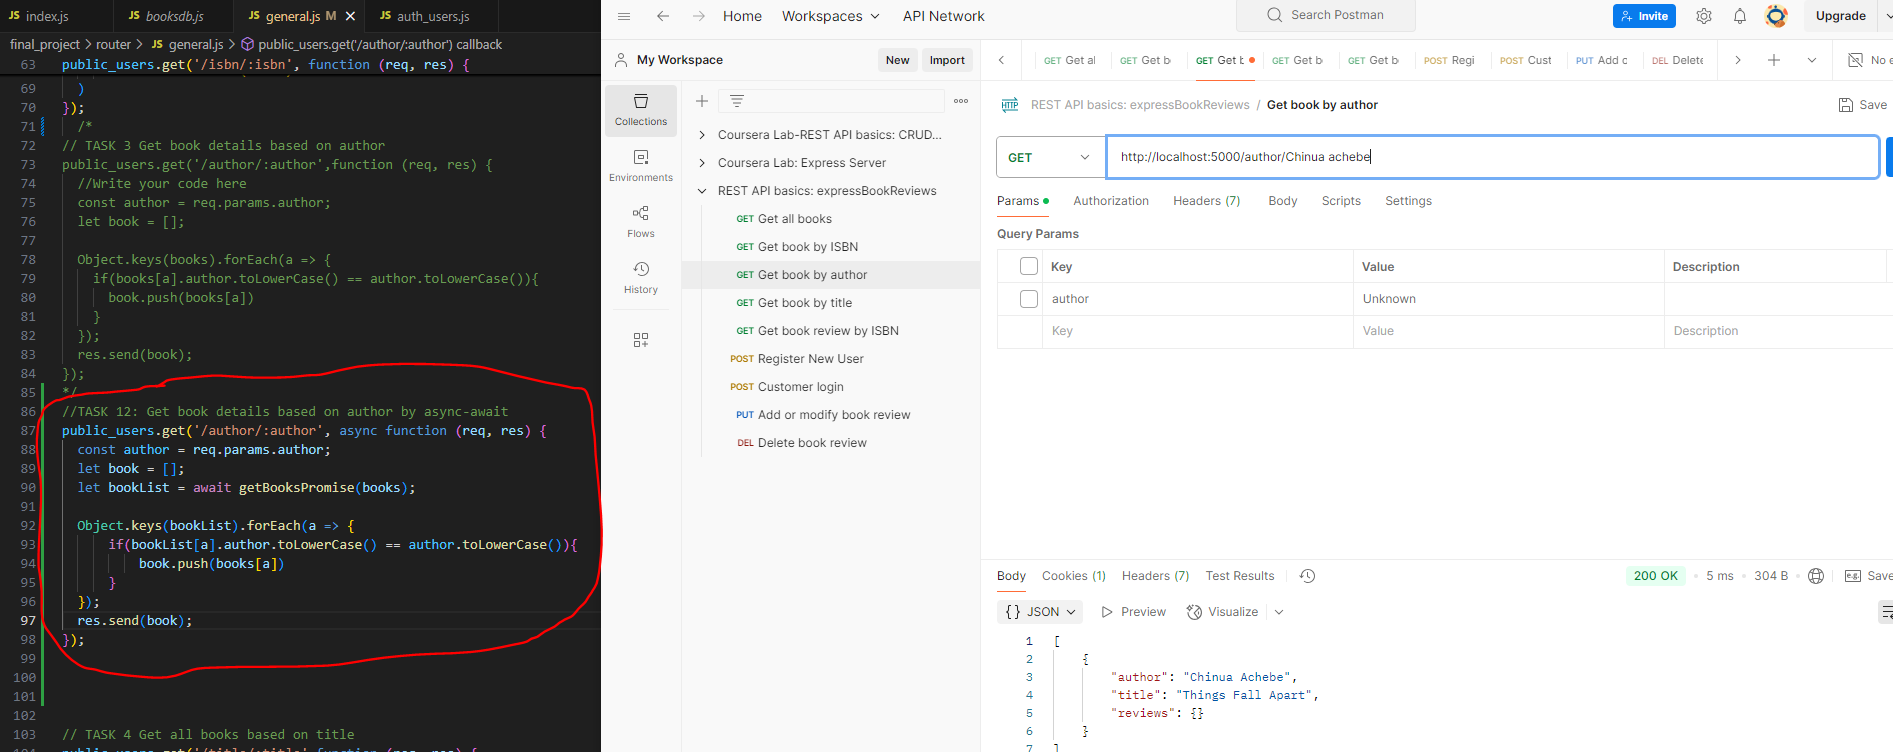 index.js
booksdb.js
general.js M
auth_users.js
final_project > router > JS general.js > public_users.get('/author/:author') callback
63 public_users.get('/isbn/:isbn', function (req, res) {
69 )
70 });
71 /*
72 // TASK 3 Get book details based on author
73 public_users.get('/author/:author',function (req, res) {
74 //Write your code here
75 const author = req.params.author;
76 let book = [];
77
78 Object.keys(books).forEach(a => {
79 if(books[a].author.toLowerCase() == author.toLowerCase()){
80 book.push(books[a])
81 }
82 });
83 res.send(book);
84 });
85 */
86 //TASK 12: Get book details based on author by async-await
87 public_users.get('/author/:author', async function (req, res) {
88 const author = req.params.author;
89 let book = [];
90 let bookList = await getBooksPromise(books);
91
92 Object.keys(bookList).forEach(a => {
93 if(bookList[a].author.toLowerCase() == author.toLowerCase()){
94 book.push(books[a])
95 }
96 });
97 res.send(book);
98 });
99
100
101
102
103 // TASK 4 Get all books based on title
Home Workspaces API Network
Search Postman
Invite
Upgrade
My Workspace
New Import
Collections
Environments
Flows
History
Coursera Lab-REST API basics: CRUD...
Coursera Lab: Express Server
REST API basics: expressBookReviews
GET Get all books
GET Get book by ISBN
GET Get book by author
GET Get book by title
GET Get book review by ISBN
POST Register New User
POST Customer login
PUT Add or modify book review
DEL Delete book review
GET Get al GET Get b GET Get b GET Get b GET Get b POST Regi POST Cust PUT Add c DEL Delete No e
HTTP REST API basics: expressBookReviews / Get book by author
Save
GET http://localhost:5000/author/Chinua achebe
Params Authorization Headers (7) Body Scripts Settings
Query Params
Key Value Description
author Unknown
Key Value Description
Body Cookies (1) Headers (7) Test Results
200 OK 5 ms 304 B e.g. Save
{} JSON Preview Visualize
1 [
2 {
3 "author": "Chinua Achebe",
4 "title": "Things Fall Apart",
5 "reviews": {}
6 }
7 ]